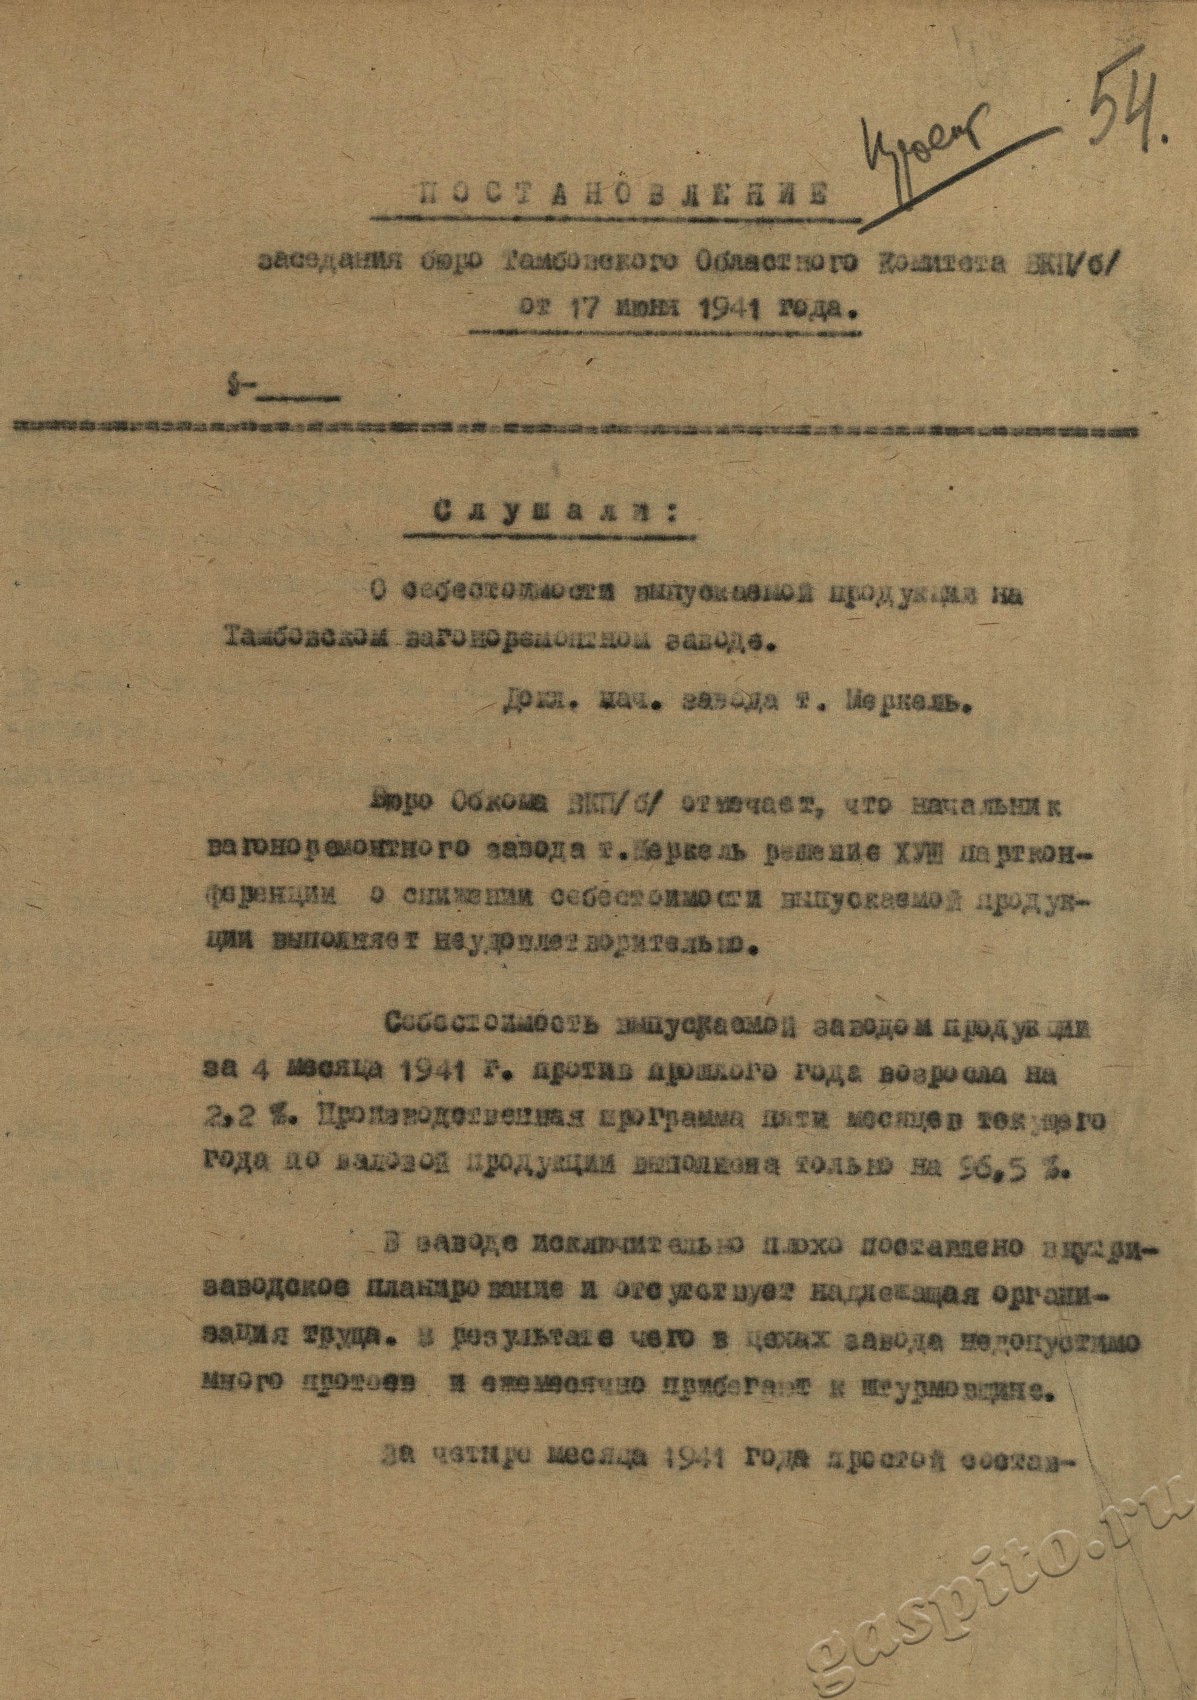 54.
Проект
ПОСТАНОВЛЕНИЕ
заседания бюро Тамбовского Областного Комитета ВКП/б/
от 17 июня 1941 года.
§-____
Слушали:
О себестоимости выпускаемой продукции на
Тамбовском вагоноремонтном заводе.
Докл. нач. завода т. Меркель.
Бюро Обкома ВКП/б/ отмечает, что начальник
вагоноремонтного завода т.Меркель решение ХУШ парткон-
ференции о снижении себестоимости выпускаемой продук-
ции выполняет неудовлетворительно.
Себестоимость выпускаемой заводом продукции
за 4 месяца 1941 г. против прошлого года возросла на
2,2 %. Производственная программа пяти месяцев текущего
года по валовой продукции выполнена только на 96,5 %.
В заводе исключительно плохо поставлено внутри-
заводское планирование и отсутствует надлежащая органи-
зация труда. В результате чего в цехах завода недопустимо
много протоев и ежемесячно прибегают к штурмовщине.
За четыре месяца 1941 года простой состав-
gaspito.ru